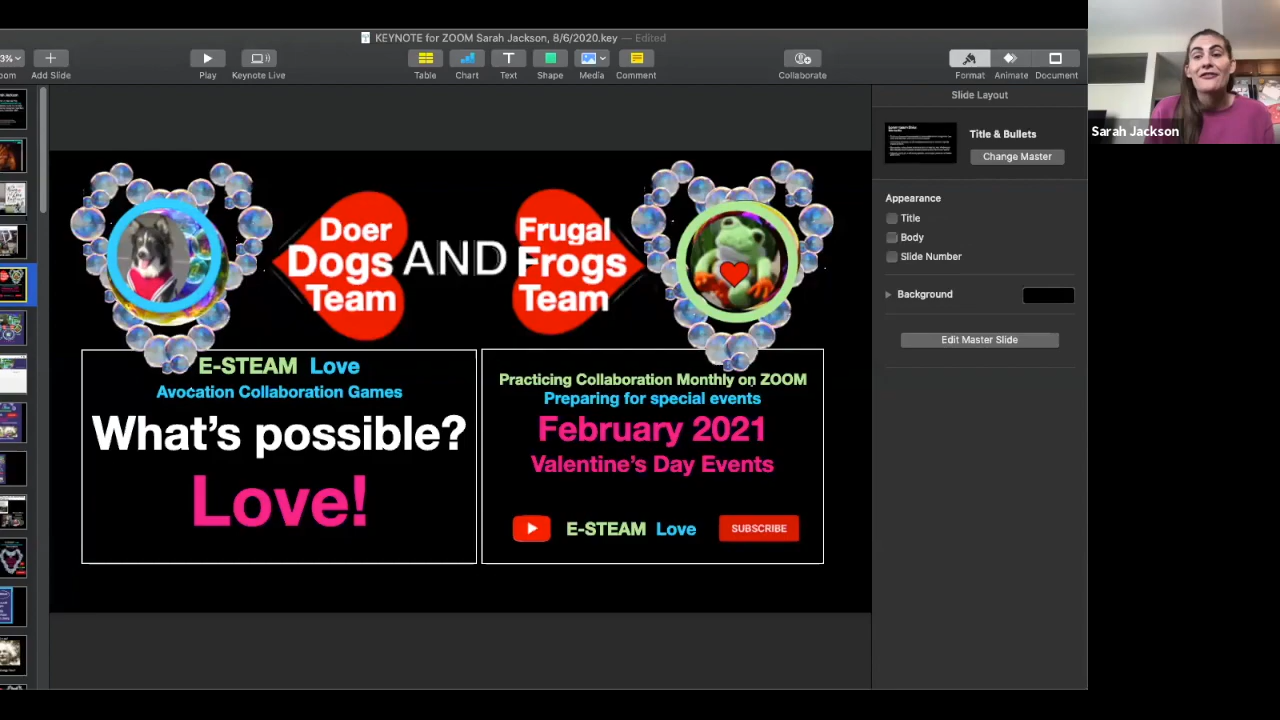 KEYNOTE for ZOOM Sarah Jackson, 8/6/2020.key — Edited
Add Slide
Play
Keynote Live
Table
Chart
Text
Shape
Media
Comment
Collaborate
Format
Animate
Document
Slide Layout
Title & Bullets
Change Master
Appearance
Title
Body
Slide Number
Background
Edit Master Slide
Sarah Jackson
Doer
Dogs
Team
AND
Frugal
Frogs
Team
E-STEAM Love
Avocation Collaboration Games
What's possible?
Love!
Practicing Collaboration Monthly on ZOOM
Preparing for special events
February 2021
Valentine's Day Events
E-STEAM Love
SUBSCRIBE